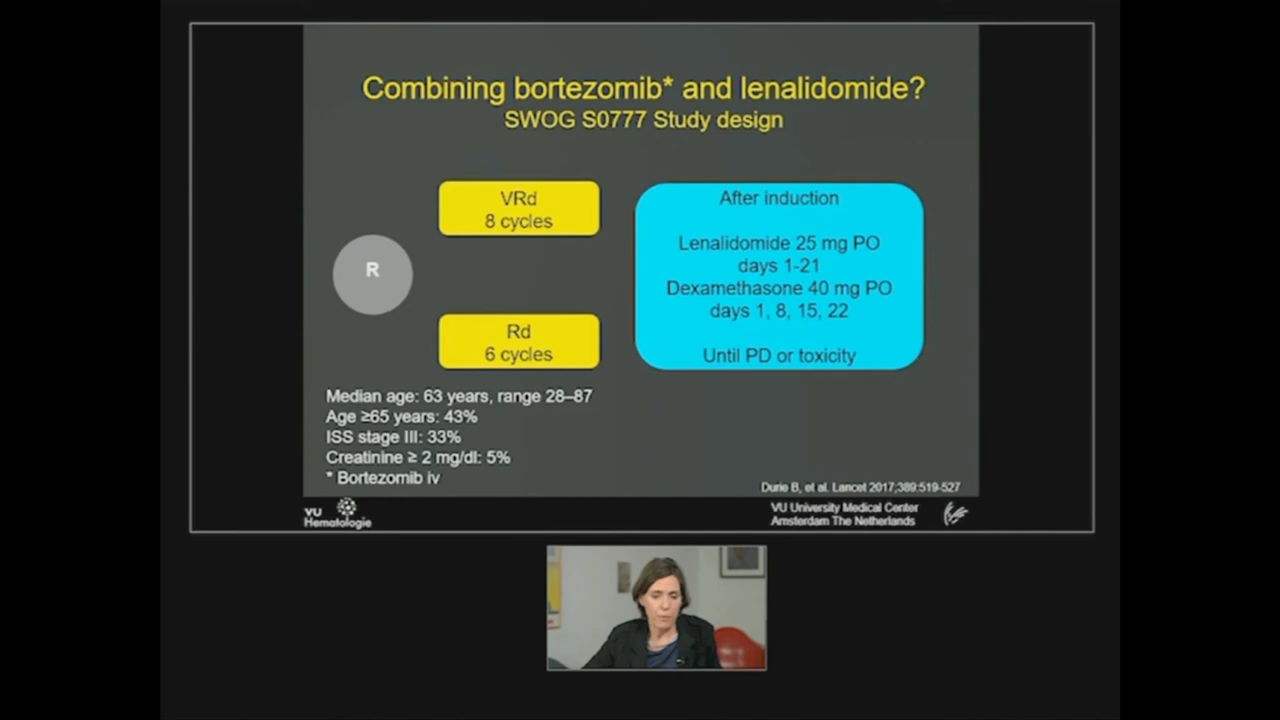 Combining bortezomib* and lenalidomide?
SWOG S0777 Study design
VRd
8 cycles
R
Rd
6 cycles
After induction
Lenalidomide 25 mg PO
days 1-21
Dexamethasone 40 mg PO
days 1, 8, 15, 22
Until PD or toxicity
Median age: 63 years, range 28–87
Age ≥65 years: 43%
ISS stage III: 33%
Creatinine ≥ 2 mg/dl: 5%
* Bortezomib iv
Durie B, et al. Lancet 2017;389:519-527
VU
Hematologie
VU University Medical Center
Amsterdam The Netherlands